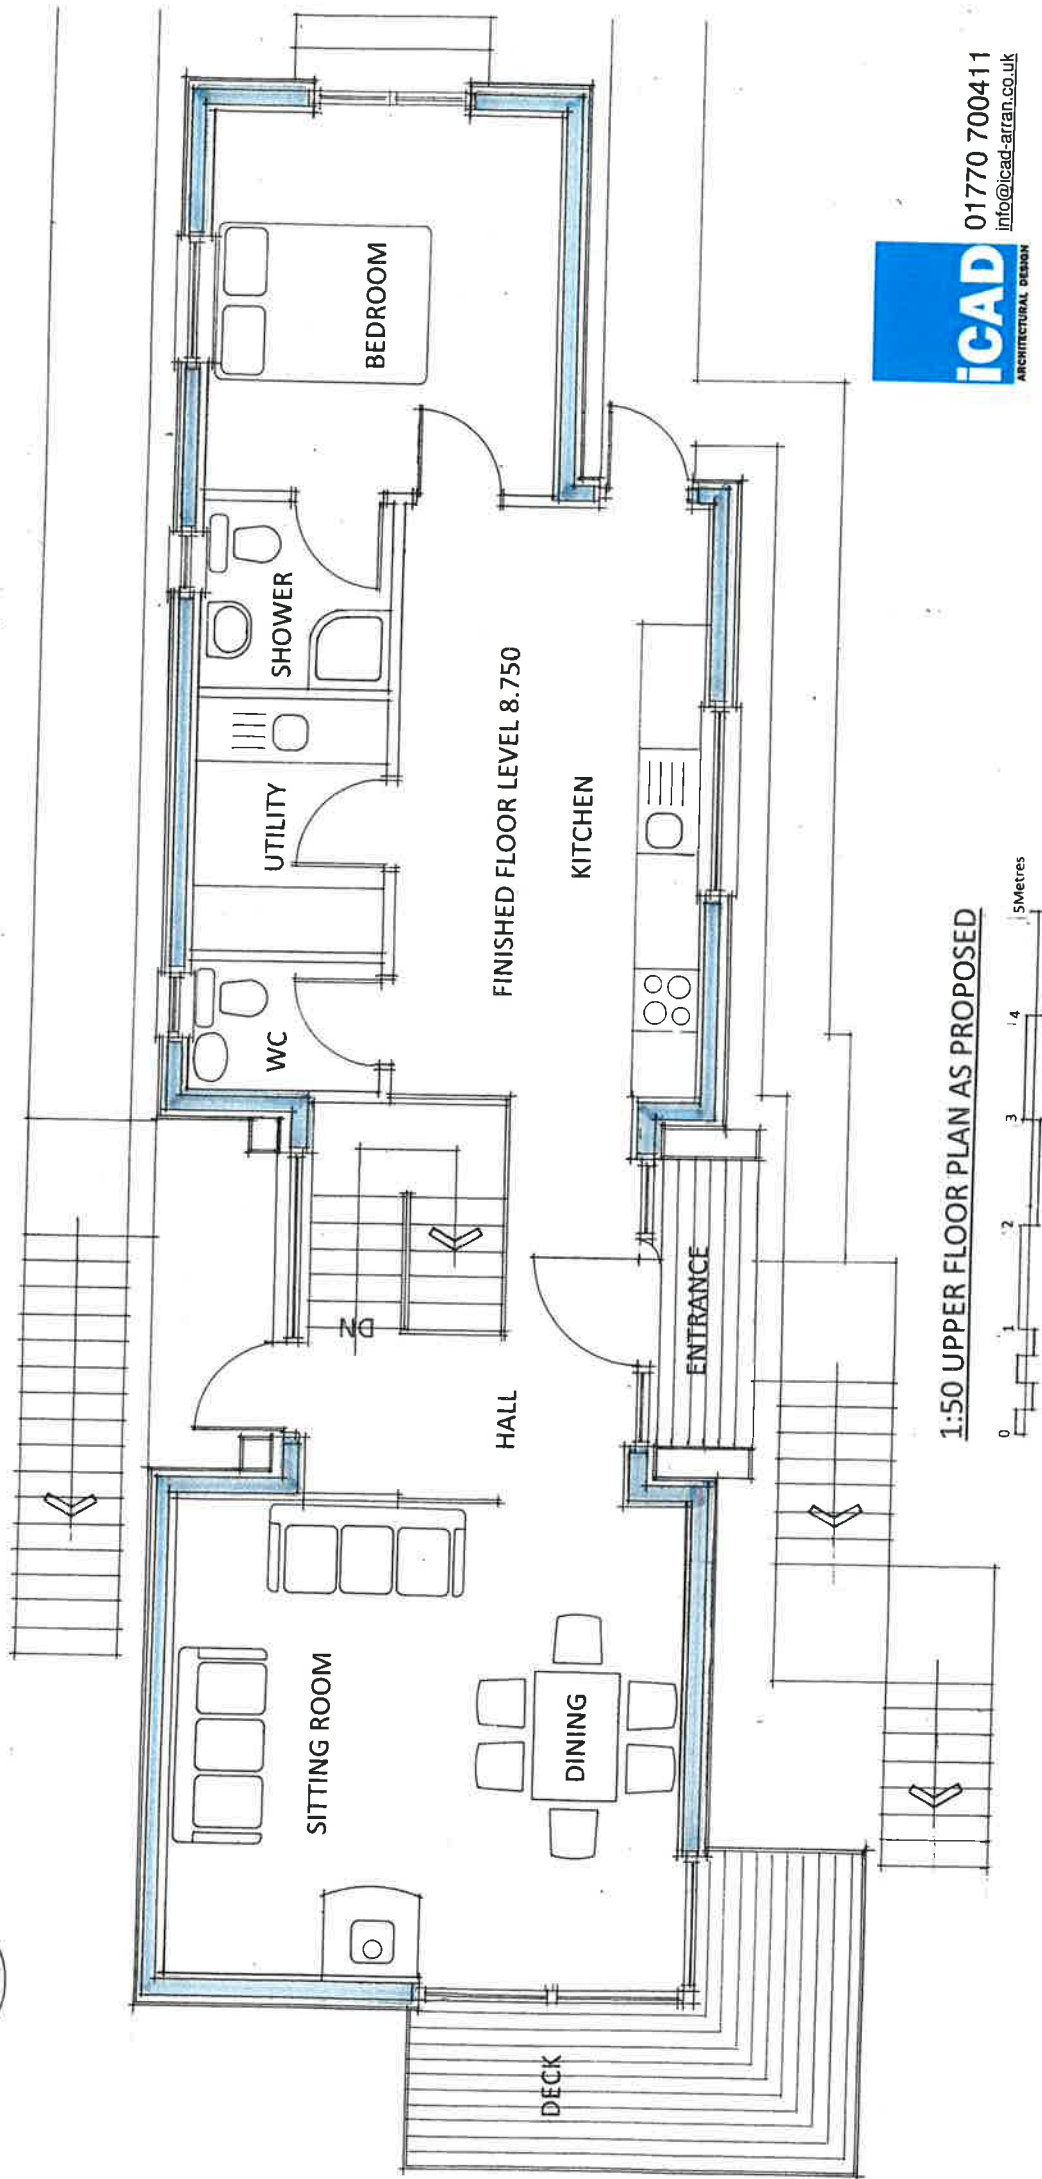 BEDROOM
SHOWER
UTILITY
WC
FINISHED FLOOR LEVEL 8.750
KITCHEN
DN
HALL
ENTRANCE
SITTING ROOM
DINING
DECK
1:50 UPPER FLOOR PLAN AS PROPOSED
0 1 2 3 4 5Metres
iCAD
ARCHITECTURAL DESIGN
01770 700411
info@icad-arran.co.uk